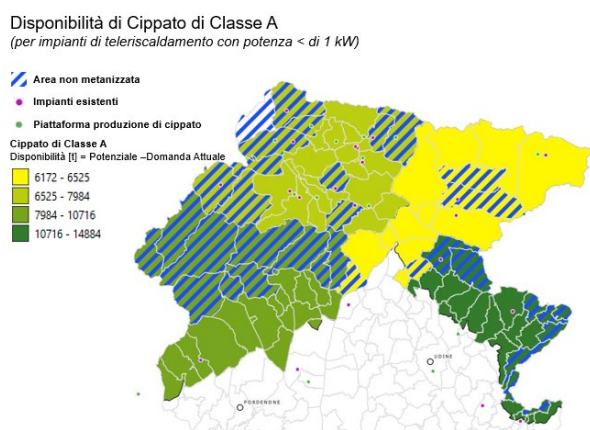 Disponibilità di Cippato di Classe A
(per impianti di teleriscaldamento con potenza < di 1 kW)
Area non metanizzata
Impianti esistenti
Piattaforma produzione di cippato
Cippato di Classe A
Disponibilità [t] = Potenziale –Domanda Attuale
6172 - 6525
6525 - 7984
7984 - 10716
10716 - 14884
UDINE
PORDENONE